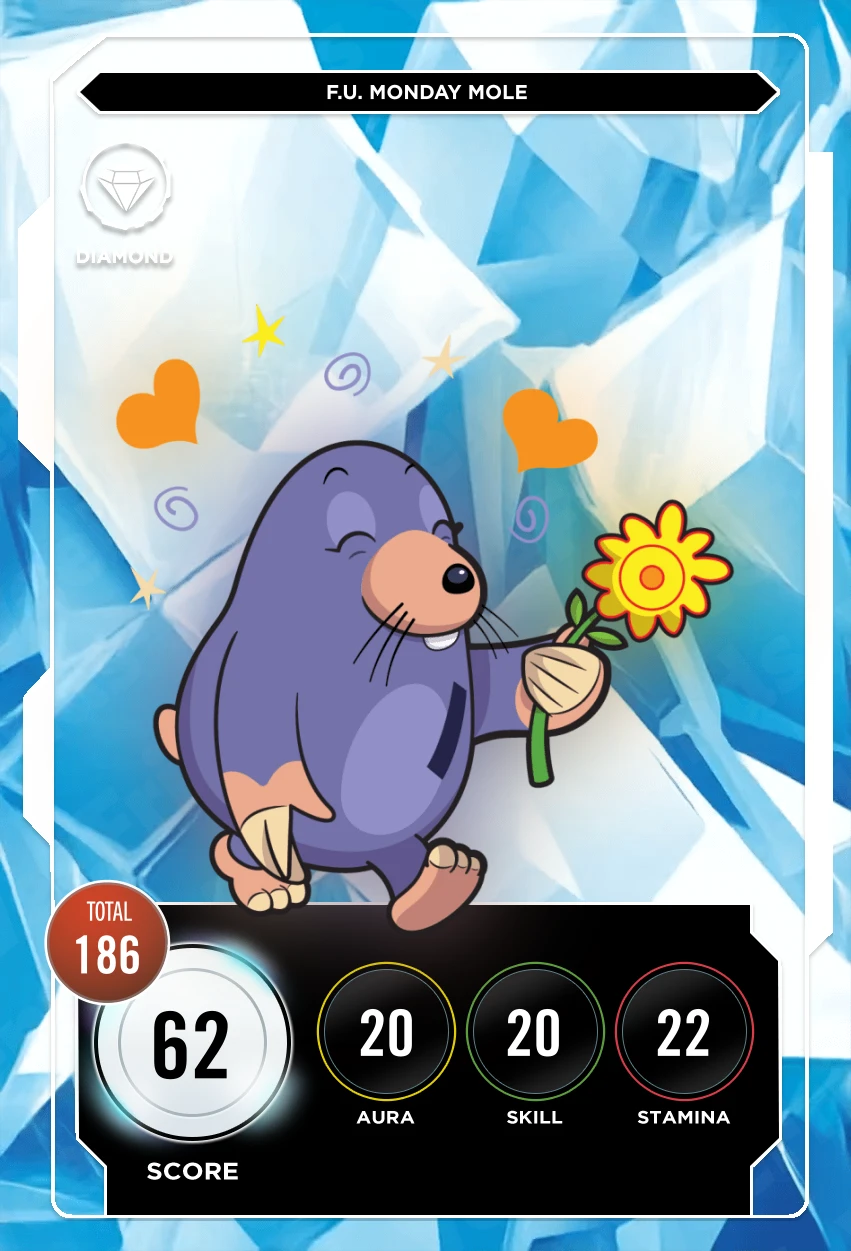 F.U. MONDAY MOLE
DIAMOND
TOTAL
186
62
SCORE
20
AURA
20
SKILL
22
STAMINA